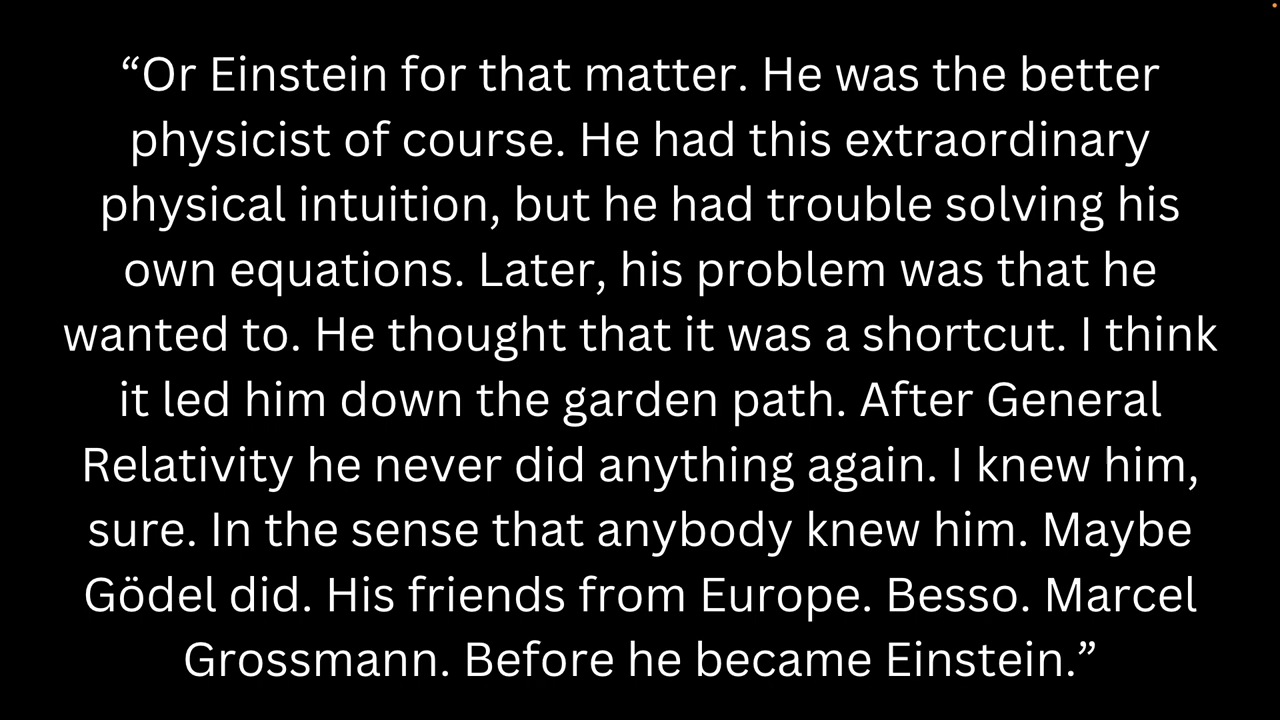 “Or Einstein for that matter. He was the better
physicist of course. He had this extraordinary
physical intuition, but he had trouble solving his
own equations. Later, his problem was that he
wanted to. He thought that it was a shortcut. I think
it led him down the garden path. After General
Relativity he never did anything again. I knew him,
sure. In the sense that anybody knew him. Maybe
Gödel did. His friends from Europe. Besso. Marcel
Grossmann. Before he became Einstein.”